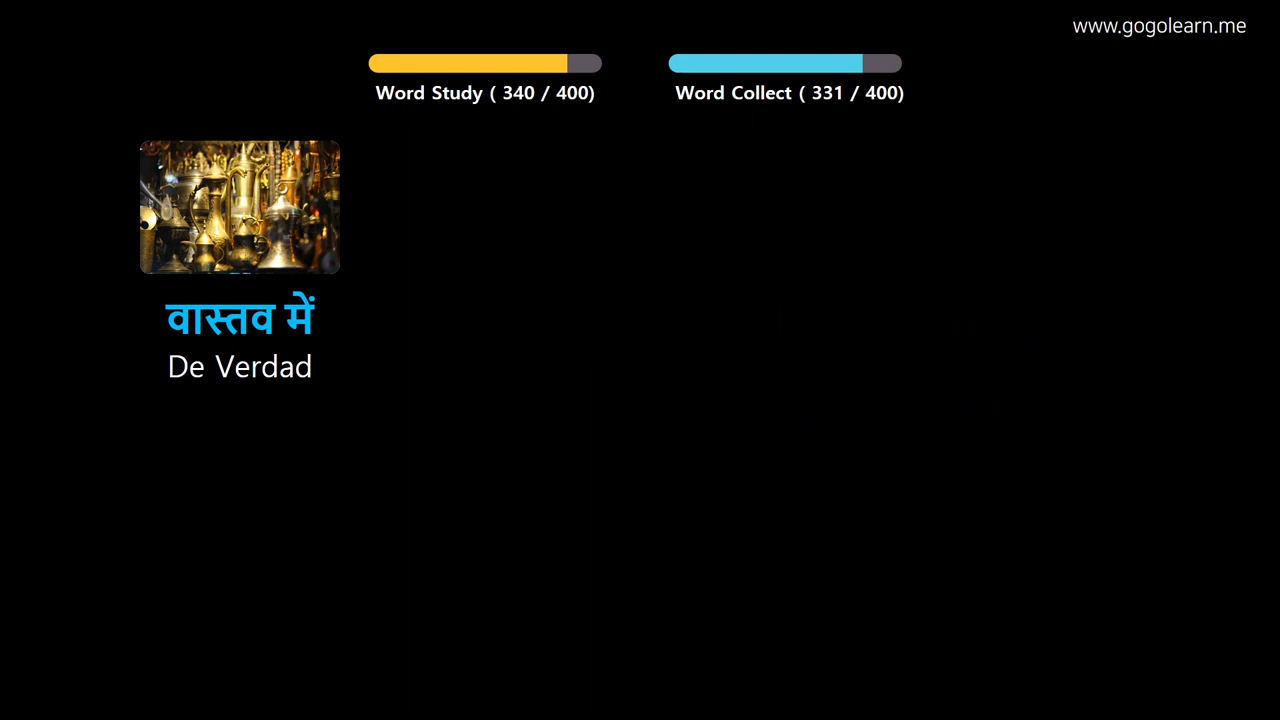 www.gogolearn.me
Word Study ( 340 / 400)
Word Collect ( 331 / 400)
वास्तव में
De Verdad